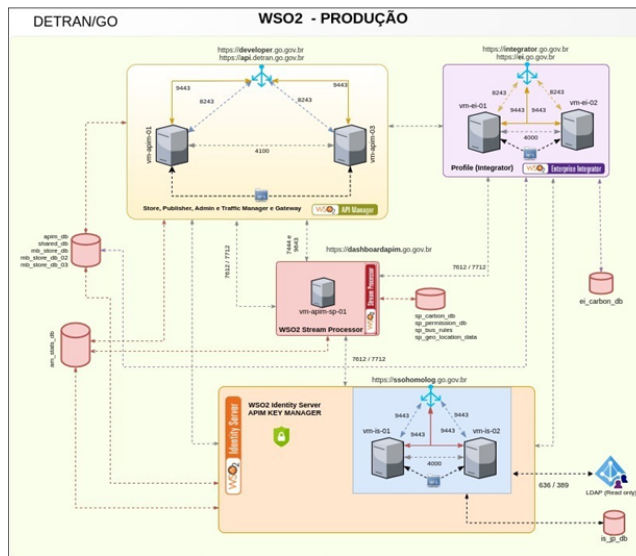 DETRAN/GO
WSO2 - PRODUÇÃO
https://developer.go.gov.br
https://api.detran.go.gov.br
9443
9443
8243
8243
vm-apim-01
vm-apim-03
4100
Store, Publisher, Admin e Traffic Manager e Gateway
WSO2 API Manager
https://integrator.go.gov.br
https://ei.go.gov.br
8243
8243
vm-ei-01
vm-ei-02
9443
9443
4000
Profile (Integrator)
WSO2 Enterprise Integrator
apim_db
shared_db
mb_store_db
mb_store_db_02
mb_store_db_03
7612 / 7712
7444 e
9643
https://dashboardapim.go.gov.br
7612 / 7712
vm-apim-sp-01
WSO2 Stream Processor
WSO2 Stream Processor
sp_carbon_db
sp_permission_db
sp_bus_rules
sp_geo_location_data
ei_carbon_db
am_stats_db
7612 / 7712
https://ssohomolog.go.gov.br
WSO2 Identity Server
APIM KEY MANAGER
WSO2 Identity Server
9443
9443
vm-is-01
vm-is-02
9443
9443
4000
636 / 389
LDAP (Read only)
is_jp_db